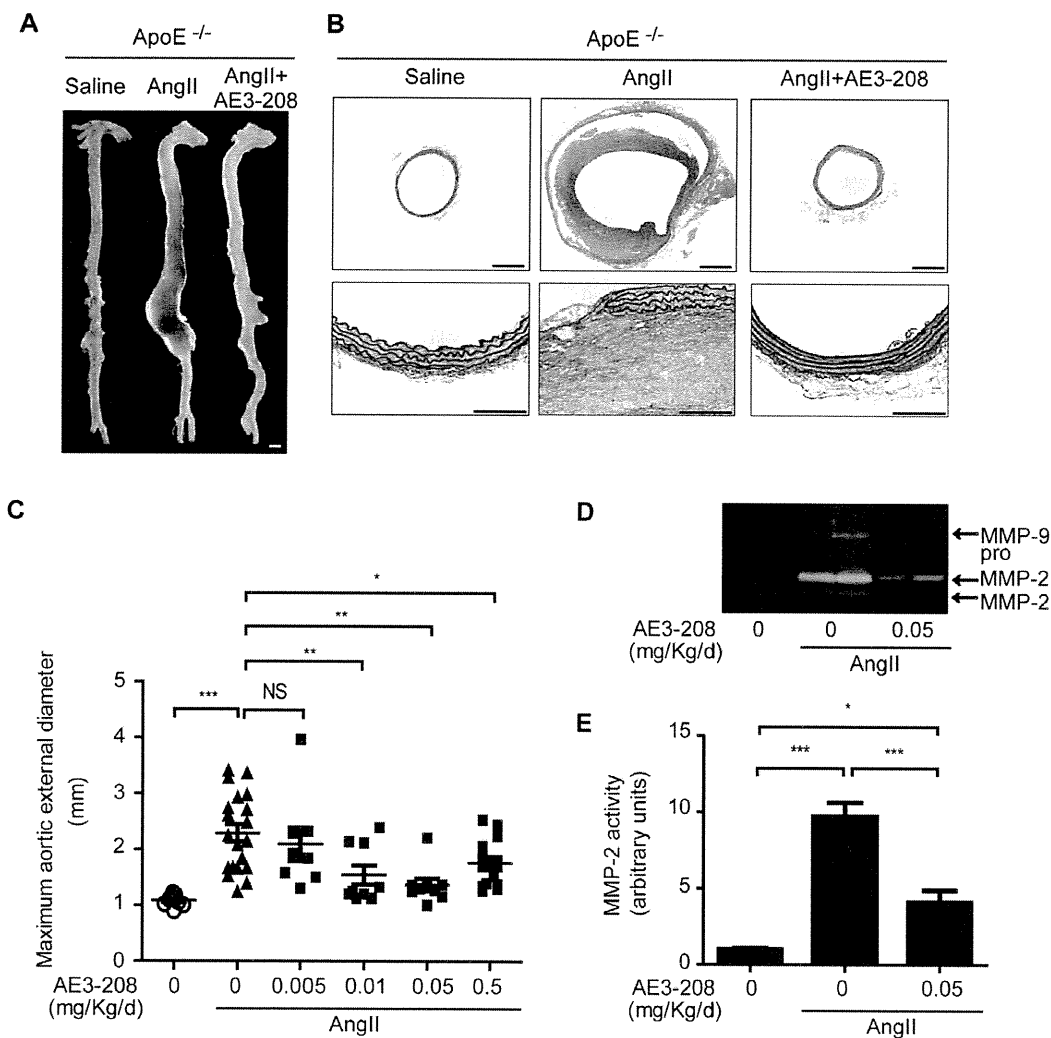 A
ApoE -/-
Saline AngII AngII+
AE3-208
B
ApoE -/-
Saline AngII AngII+AE3-208
C
Maximum aortic external diameter
(mm)
5
4
3
2
1
0
***
NS
**
**
*
AE3-208
(mg/Kg/d)
0 0 0.005 0.01 0.05 0.5
AngII
D
MMP-9
pro
MMP-2
MMP-2
AE3-208
(mg/Kg/d)
0 0 0.05
AngII
E
MMP-2 activity
(arbitrary units)
15
10
5
0
*
*** ***
AE3-208
(mg/Kg/d)
0 0 0.05
AngII